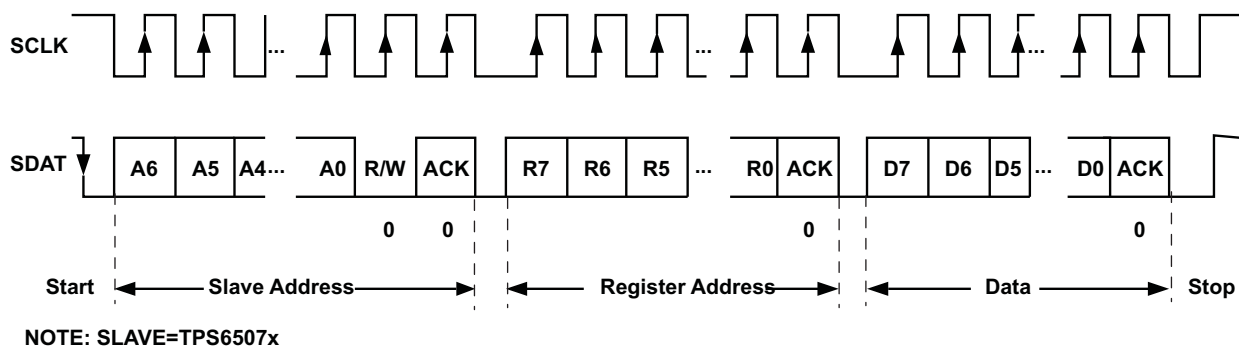 SCLK ... ... ...
SDAT A6 A5 A4... A0 R/W ACK R7 R6 R5 ... R0 ACK D7 D6 D5 ... D0 ACK
0 0 0 0
Start Slave Address Register Address Data Stop
NOTE: SLAVE=TPS6507x